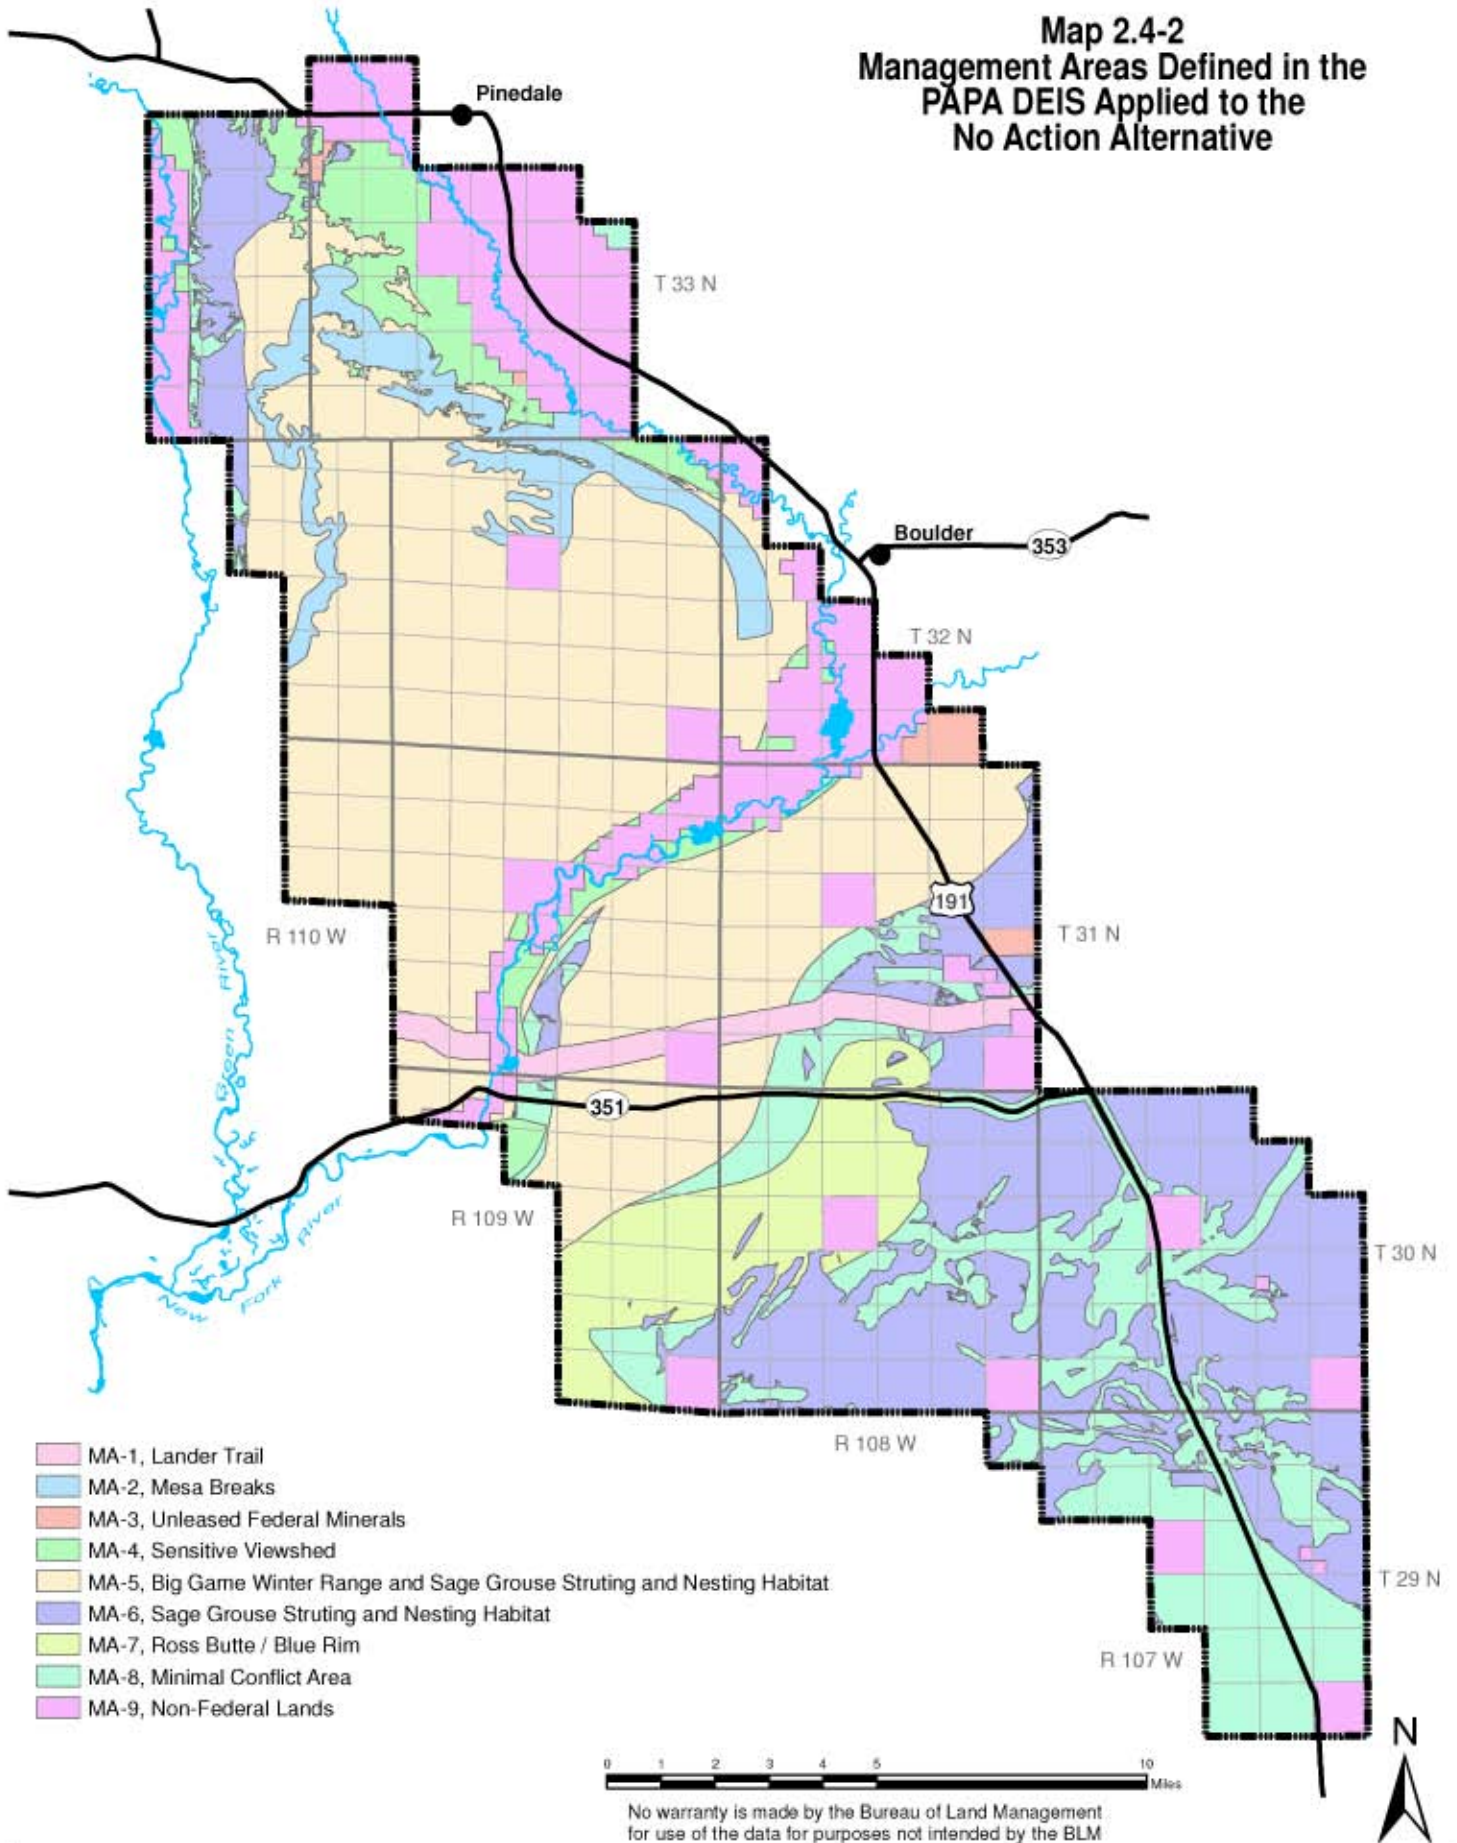 Map 2.4-2
Management Areas Defined in the
PAPA DEIS Applied to the
No Action Alternative
Pinedale
T 33 N
Boulder
353
T 32 N
191
R 110 W
T 31 N
River
Green
351
R 109 W
River
T 30 N
New
Fork
R 108 W
MA-1, Lander Trail
MA-2, Mesa Breaks
MA-3, Unleased Federal Minerals
MA-4, Sensitive Viewshed
MA-5, Big Game Winter Range and Sage Grouse Struting and Nesting Habitat
MA-6, Sage Grouse Struting and Nesting Habitat
MA-7, Ross Butte / Blue Rim
MA-8, Minimal Conflict Area
MA-9, Non-Federal Lands
T 29 N
R 107 W
N
0 1 2 3 4 5 10
Miles
No warranty is made by the Bureau of Land Management
for use of the data for purposes not intended by the BLM